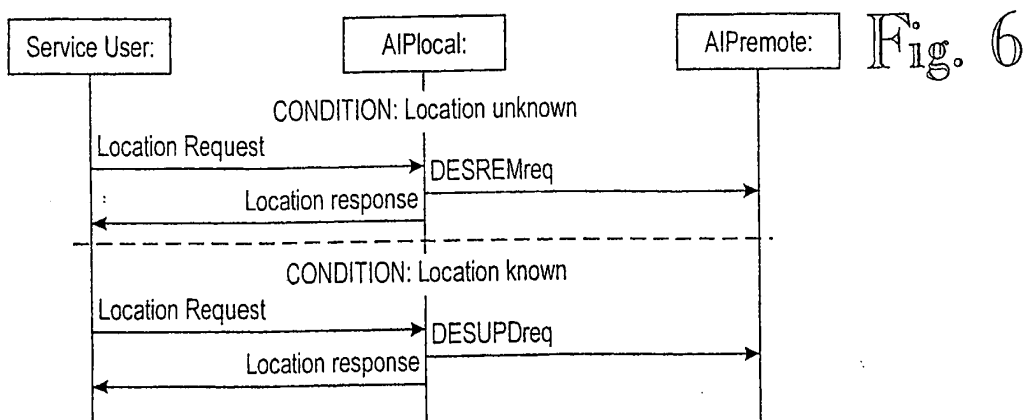 Service User:
AIPlocal:
AIPremote:
Fig. 6
CONDITION: Location unknown
Location Request
DESREMreq
Location response
CONDITION: Location known
Location Request
DESUPDreq
Location response